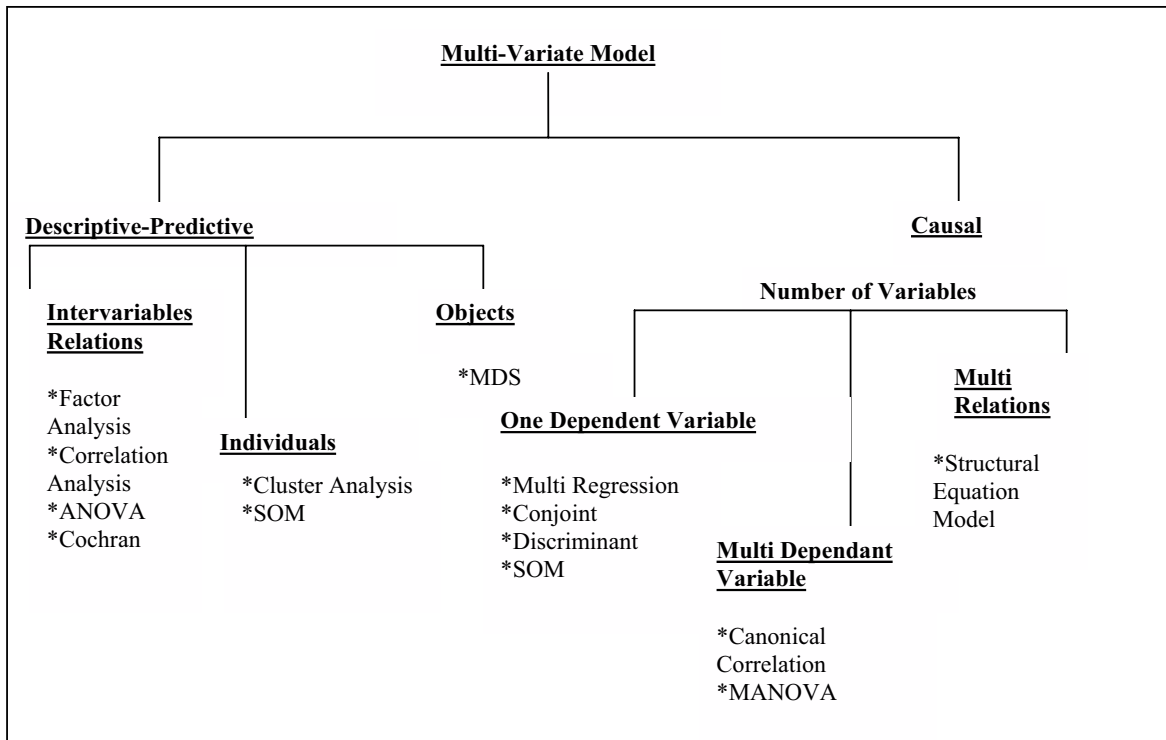 Multi-Variate Model
Descriptive-Predictive
Causal
Intervariables
Relations
*Factor
Analysis
*Correlation
Analysis
*ANOVA
*Cochran
Individuals
*Cluster Analysis
*SOM
Objects
*MDS
Number of Variables
One Dependent Variable
*Multi Regression
*Conjoint
*Discriminant
*SOM
Multi Dependant
Variable
*Canonical
Correlation
*MANOVA
Multi
Relations
*Structural
Equation
Model